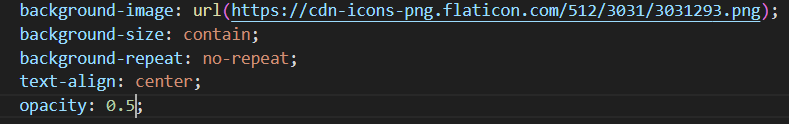 background-image: url(https://cdn-icons-png.flaticon.com/512/3031/3031293.png);
background-size: contain;
background-repeat: no-repeat;
text-align: center;
opacity: 0.5;